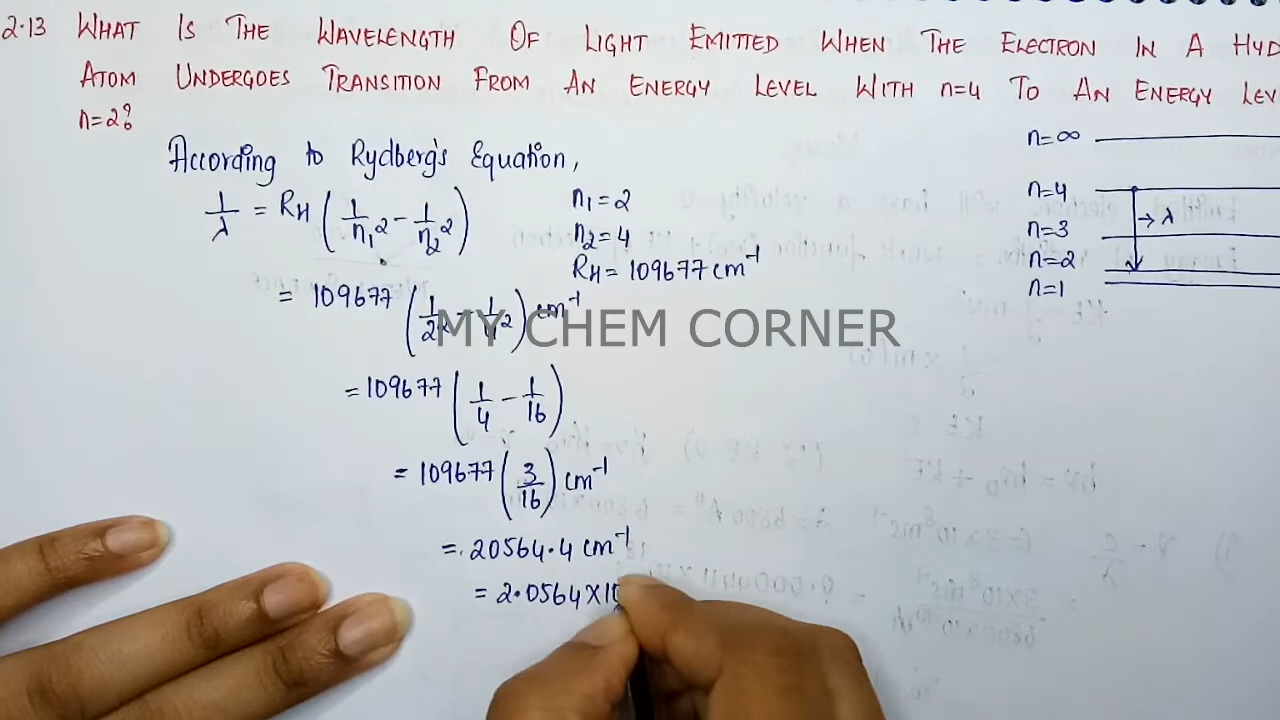 2.13 WHAT IS THE WAVELENGTH OF LIGHT EMITTED WHEN THE ELECTRON IN A HYD
ATOM UNDERGOES TRANSITION FROM AN ENERGY LEVEL WITH n=4 TO AN ENERGY LEV
n=2?
According to Rydberg's Equation,
1/λ = RH (1/n₁² - 1/n₂²)
n₁ = 2
n₂ = 4
RH = 109677 cm⁻¹
= 109677 (1/2² - 1/4²) cm⁻¹
= 109677 (1/4 - 1/16)
= 109677 (3/16) cm⁻¹
= 20564.4 cm⁻¹
= 2.0564×10
n=∞
n=4
n=3
→ λ
n=2
n=1
MY CHEM CORNER